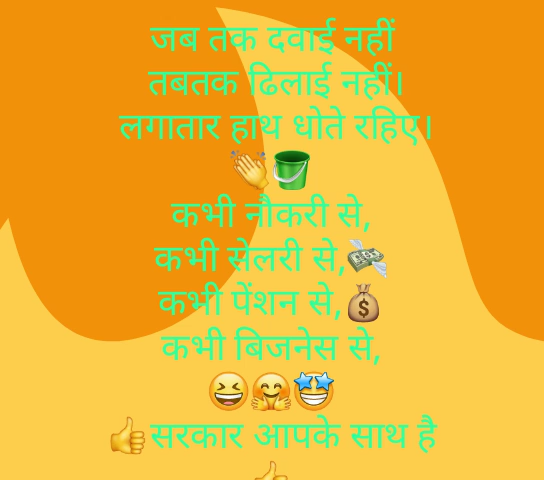 जब तक दवाई नहीं
तबतक ढिलाई नहीं।
लगातार हाथ धोते रहिए।
👏🪣
कभी नौकरी से,
कभी सेलरी से,💸
कभी पेंशन से,💰
कभी बिजनेस से,
😆🤗🤩
👍सरकार आपके साथ है
👍